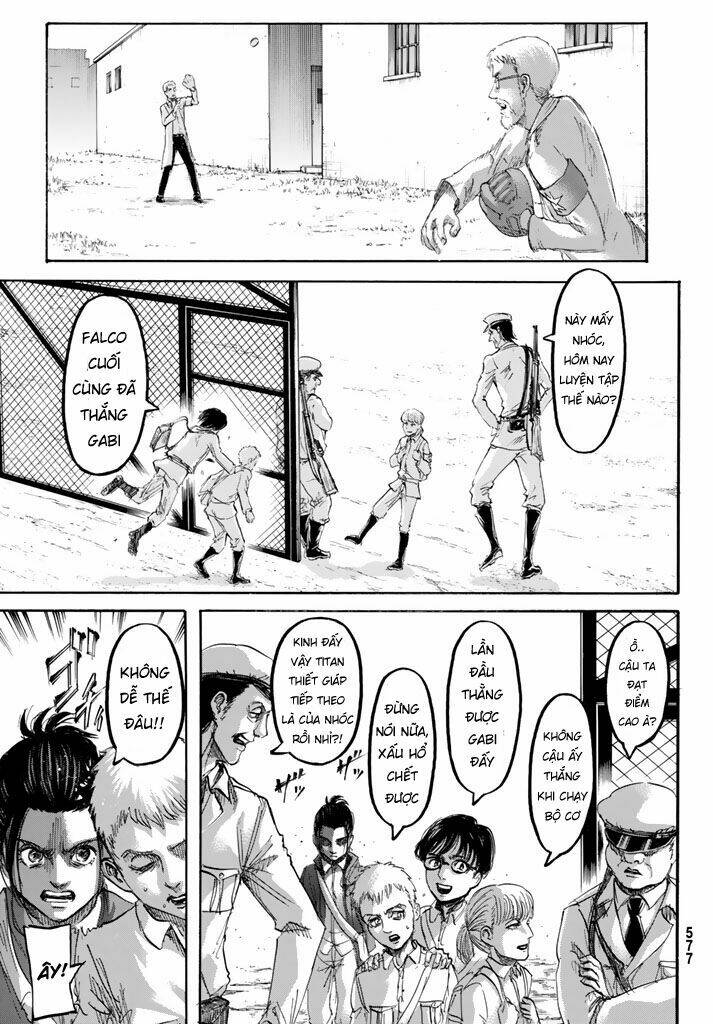 NÀY MẤY
NHÓC,
HÔM NAY
LUYỆN TẬP
THẾ NÀO?
FALCO
CUỐI
CÙNG ĐÃ
THẮNG
GABI
Ồ..
CẬU TA
ĐẠT
ĐIỂM
CAO À?
KHÔNG
CẬU ẤY
THẮNG
KHI CHẠY
BỘ CƠ
LẦN
ĐẦU THẮNG
ĐƯỢC
GABI
ĐẤY
ĐỪNG
NÓI NỮA,
XẤU HỔ
CHẾT
ĐƯỢC
KINH ĐẤY
VẬY TITAN
THIẾT GIÁP
TIẾP THEO
LÀ CỦA NHÓC
RỒI NHỈ?!
KHÔNG
DỄ THẾ
ĐÂU!!
ÂY!
577